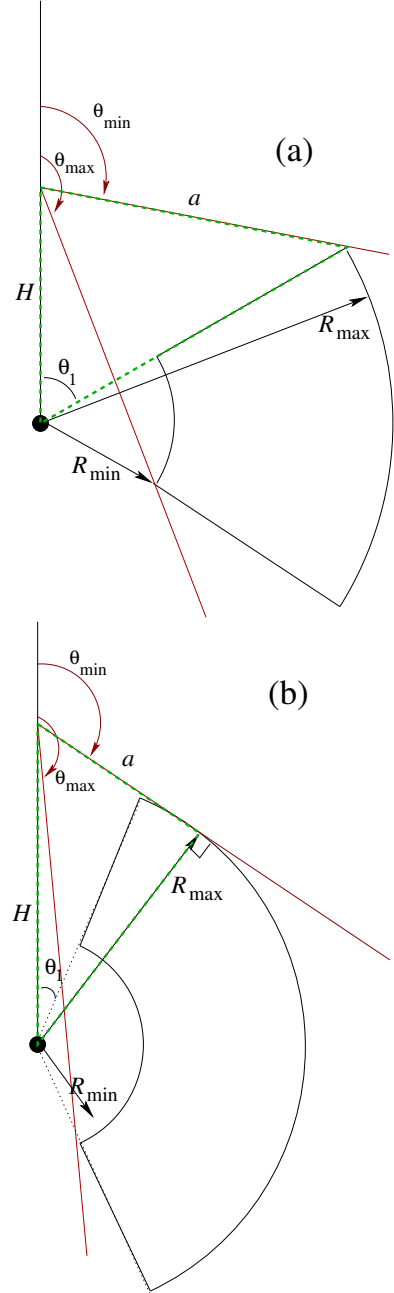 θmin
(a)
θmax
a
H
Rmax
θ1
Rmin
θmin
(b)
a
θmax
Rmax
H
θ1
Rmin